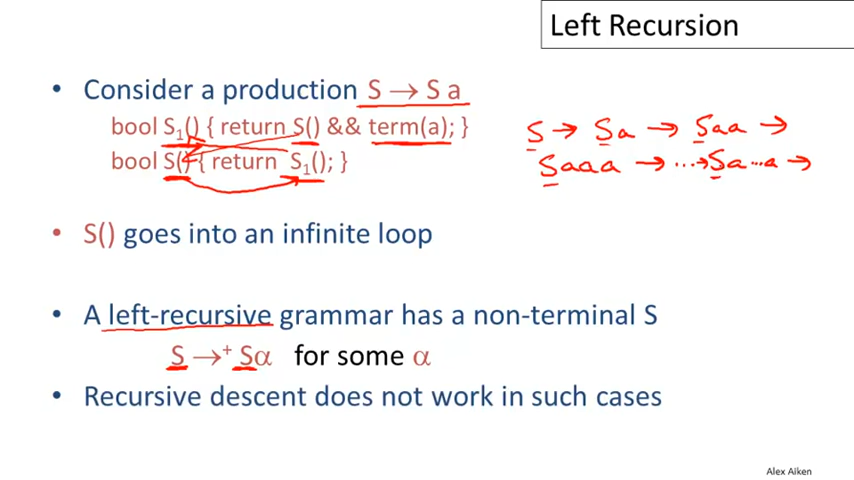 Left Recursion
• Consider a production S → S a
bool S₁() { return S() && term(a); }
bool S() { return S₁(); }
S → Sa → Saa →
Saaa → ...→ Sa...a →
• S() goes into an infinite loop
• A left-recursive grammar has a non-terminal S
S →⁺ Sα for some α
• Recursive descent does not work in such cases
Alex Aiken